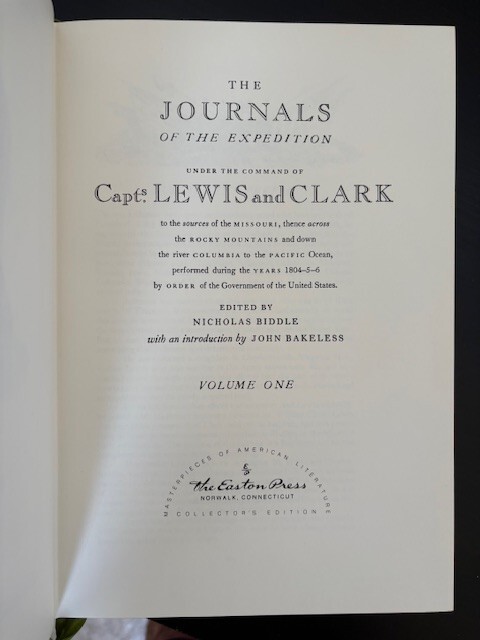 THE
JOURNALS
OF THE EXPEDITION
UNDER THE COMMAND OF
Capts. LEWIS and CLARK
to the sources of the MISSOURI, thence across
the ROCKY MOUNTAINS and down
the river COLUMBIA to the PACIFIC Ocean,
performed during the YEARS 1804–5–6
by ORDER of the Government of the United States.
EDITED BY
NICHOLAS BIDDLE
with an introduction by JOHN BAKELESS
VOLUME ONE
MASTERPIECES OF AMERICAN LITERATURE
The Easton Press
NORWALK, CONNECTICUT
COLLECTOR'S EDITION